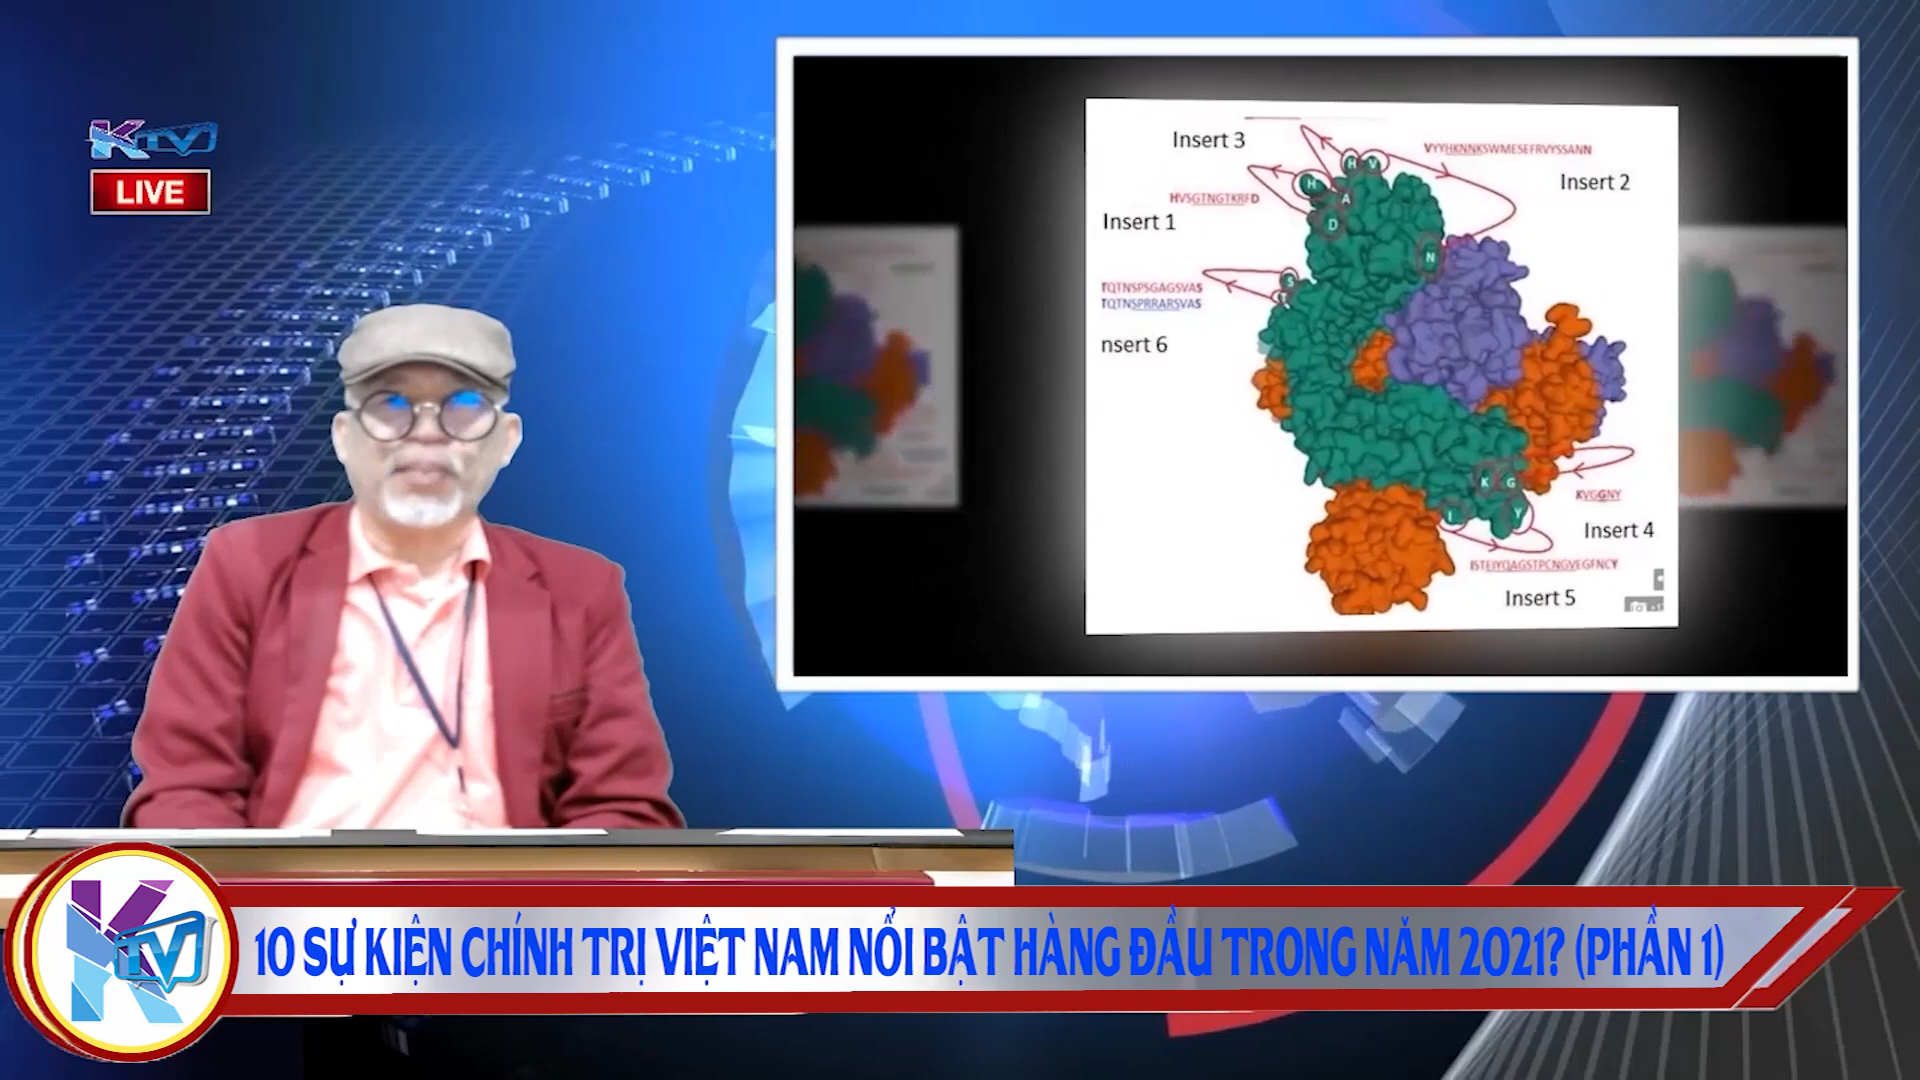 KTV
LIVE
Insert 3
VYYHKNNKSWMESEFRVYSSANN
Insert 2
H V
H
A
D
HVSGTNGTKRFD
Insert 1
N
S
TQTNSPSGAGSVAS
TQTNSPRRARSVAS
nsert 6
K G
I Y
KVGGNY
Insert 4
ISTEIYQAGSTPCNGVEGFNCY
Insert 5
KTV
10 SỰ KIỆN CHÍNH TRỊ VIỆT NAM NỔI BẬT HÀNG ĐẦU TRONG NĂM 2021? (PHẦN 1)